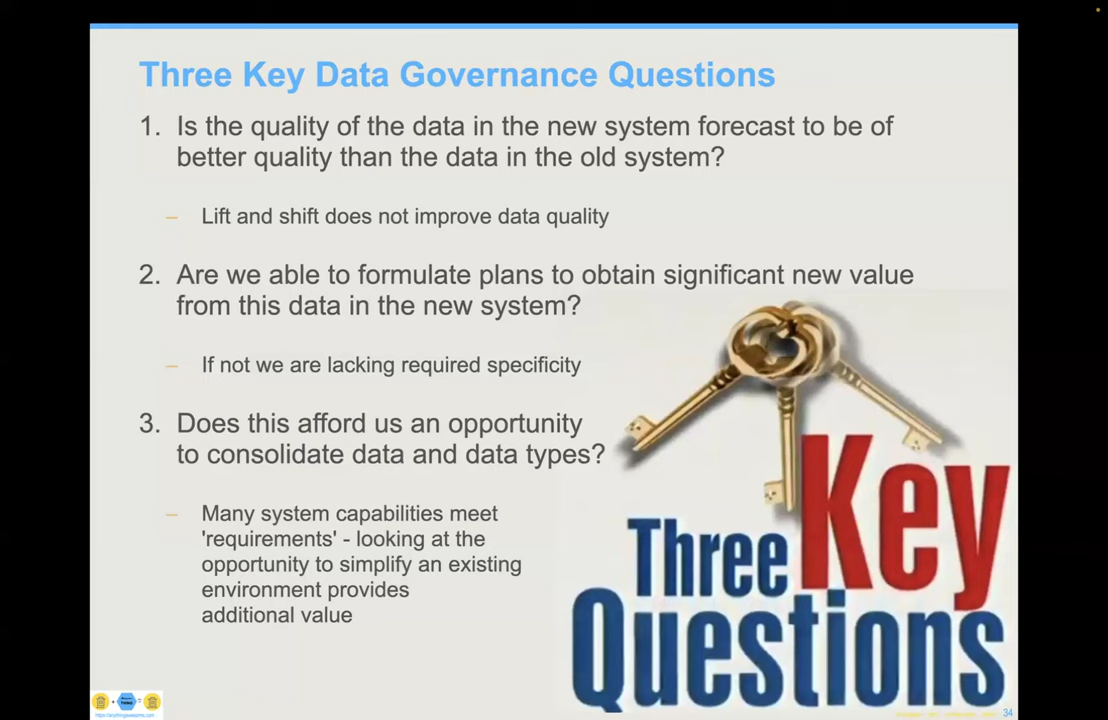 Three Key Data Governance Questions
1. Is the quality of the data in the new system forecast to be of
better quality than the data in the old system?
– Lift and shift does not improve data quality
2. Are we able to formulate plans to obtain significant new value
from this data in the new system?
– If not we are lacking required specificity
3. Does this afford us an opportunity
to consolidate data and data types?
– Many system capabilities meet
'requirements' - looking at the
opportunity to simplify an existing
environment provides
additional value
Three Key
Questions
https://anythingawesome.com
34